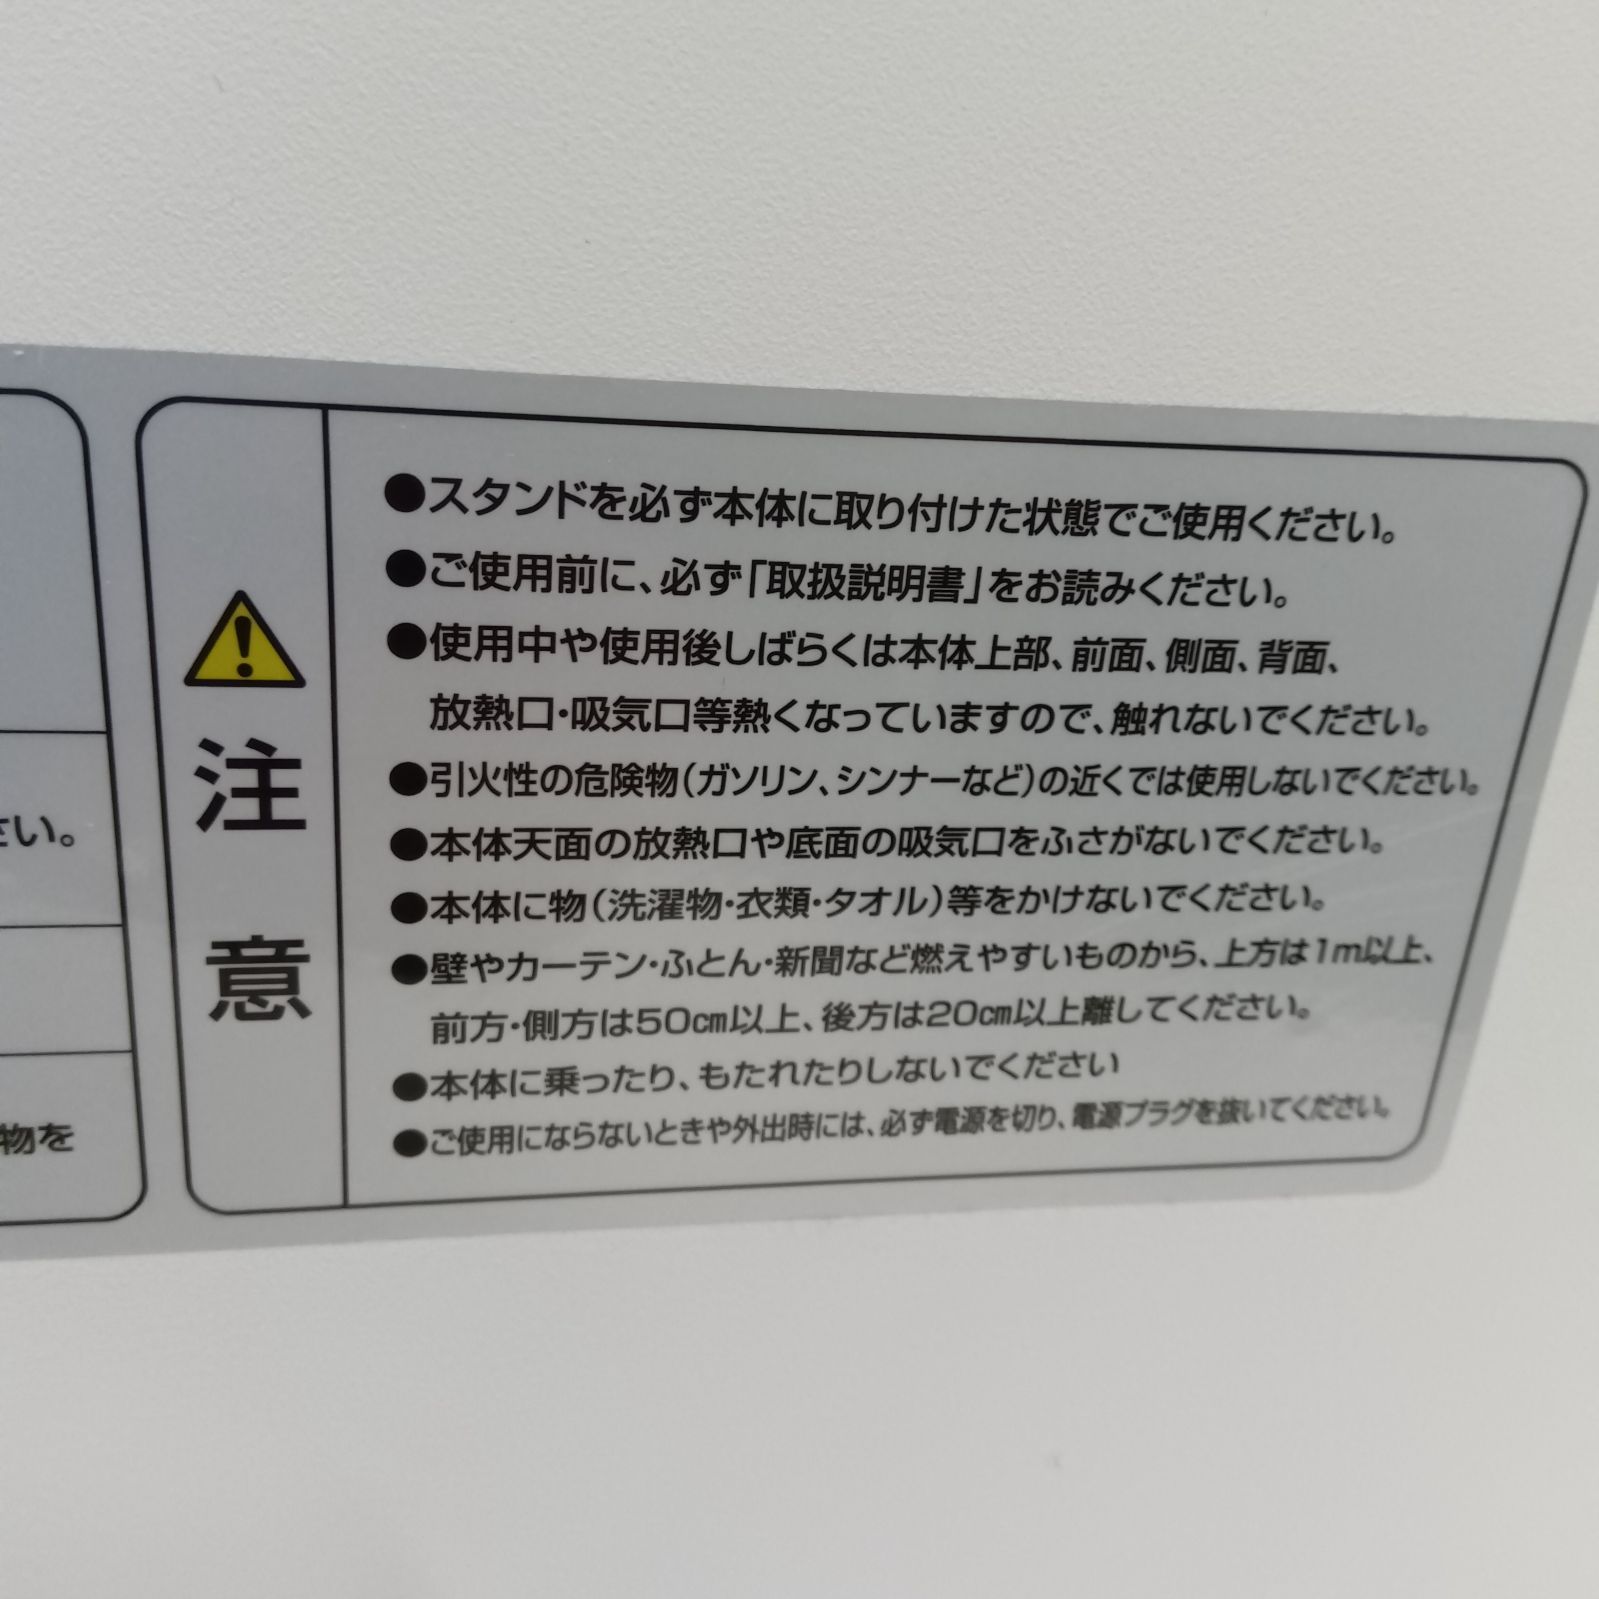 さい。
物を
注意
●スタンドを必ず本体に取り付けた状態でご使用ください。
●ご使用前に、必ず「取扱説明書」をお読みください。
●使用中や使用後しばらくは本体上部、前面、側面、背面、
放熱口・吸気口等熱くなっていますので、触れないでください。
●引火性の危険物(ガソリン、シンナーなど)の近くでは使用しないでください。
●本体天面の放熱口や底面の吸気口をふさがないでください。
●本体に物(洗濯物・衣類・タオル)等をかけないでください。
●壁やカーテン・ふとん・新聞など燃えやすいものから、上方は1m以上、
前方・側方は50㎝以上、後方は20㎝以上離してください。
●本体に乗ったり、もたれたりしないでください
●ご使用にならないときや外出時には、必ず電源を切り、電源プラグを抜いてください。